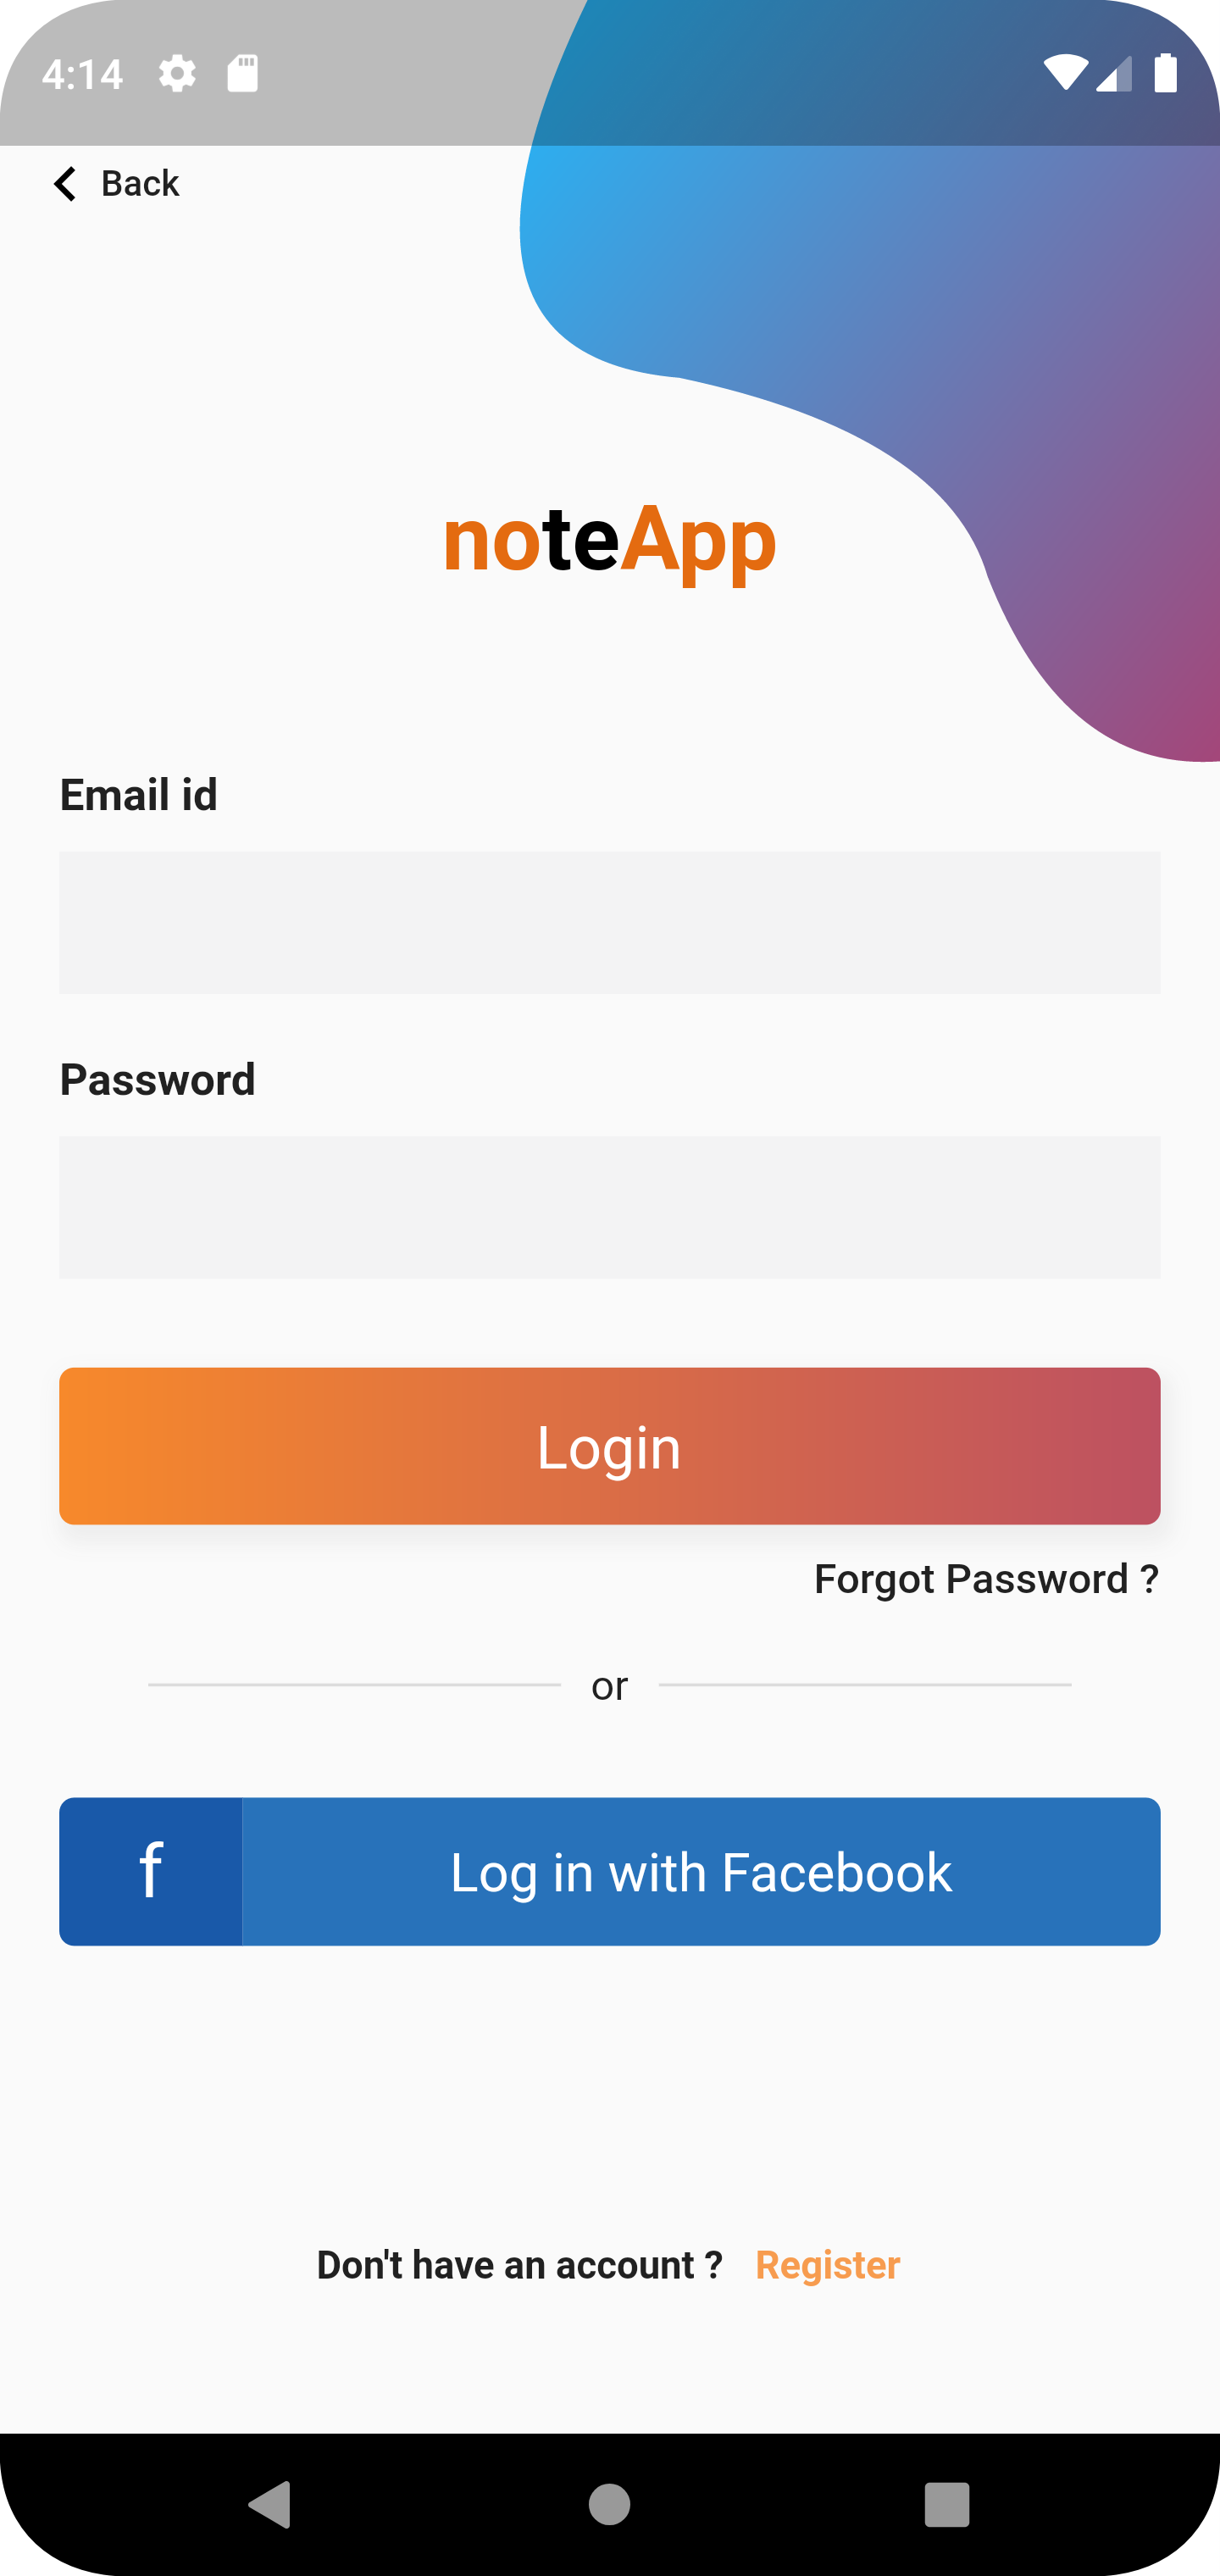 4:14
Back
noteApp
Email id
Password
Login
Forgot Password ?
or
f Log in with Facebook
Don't have an account ? Register